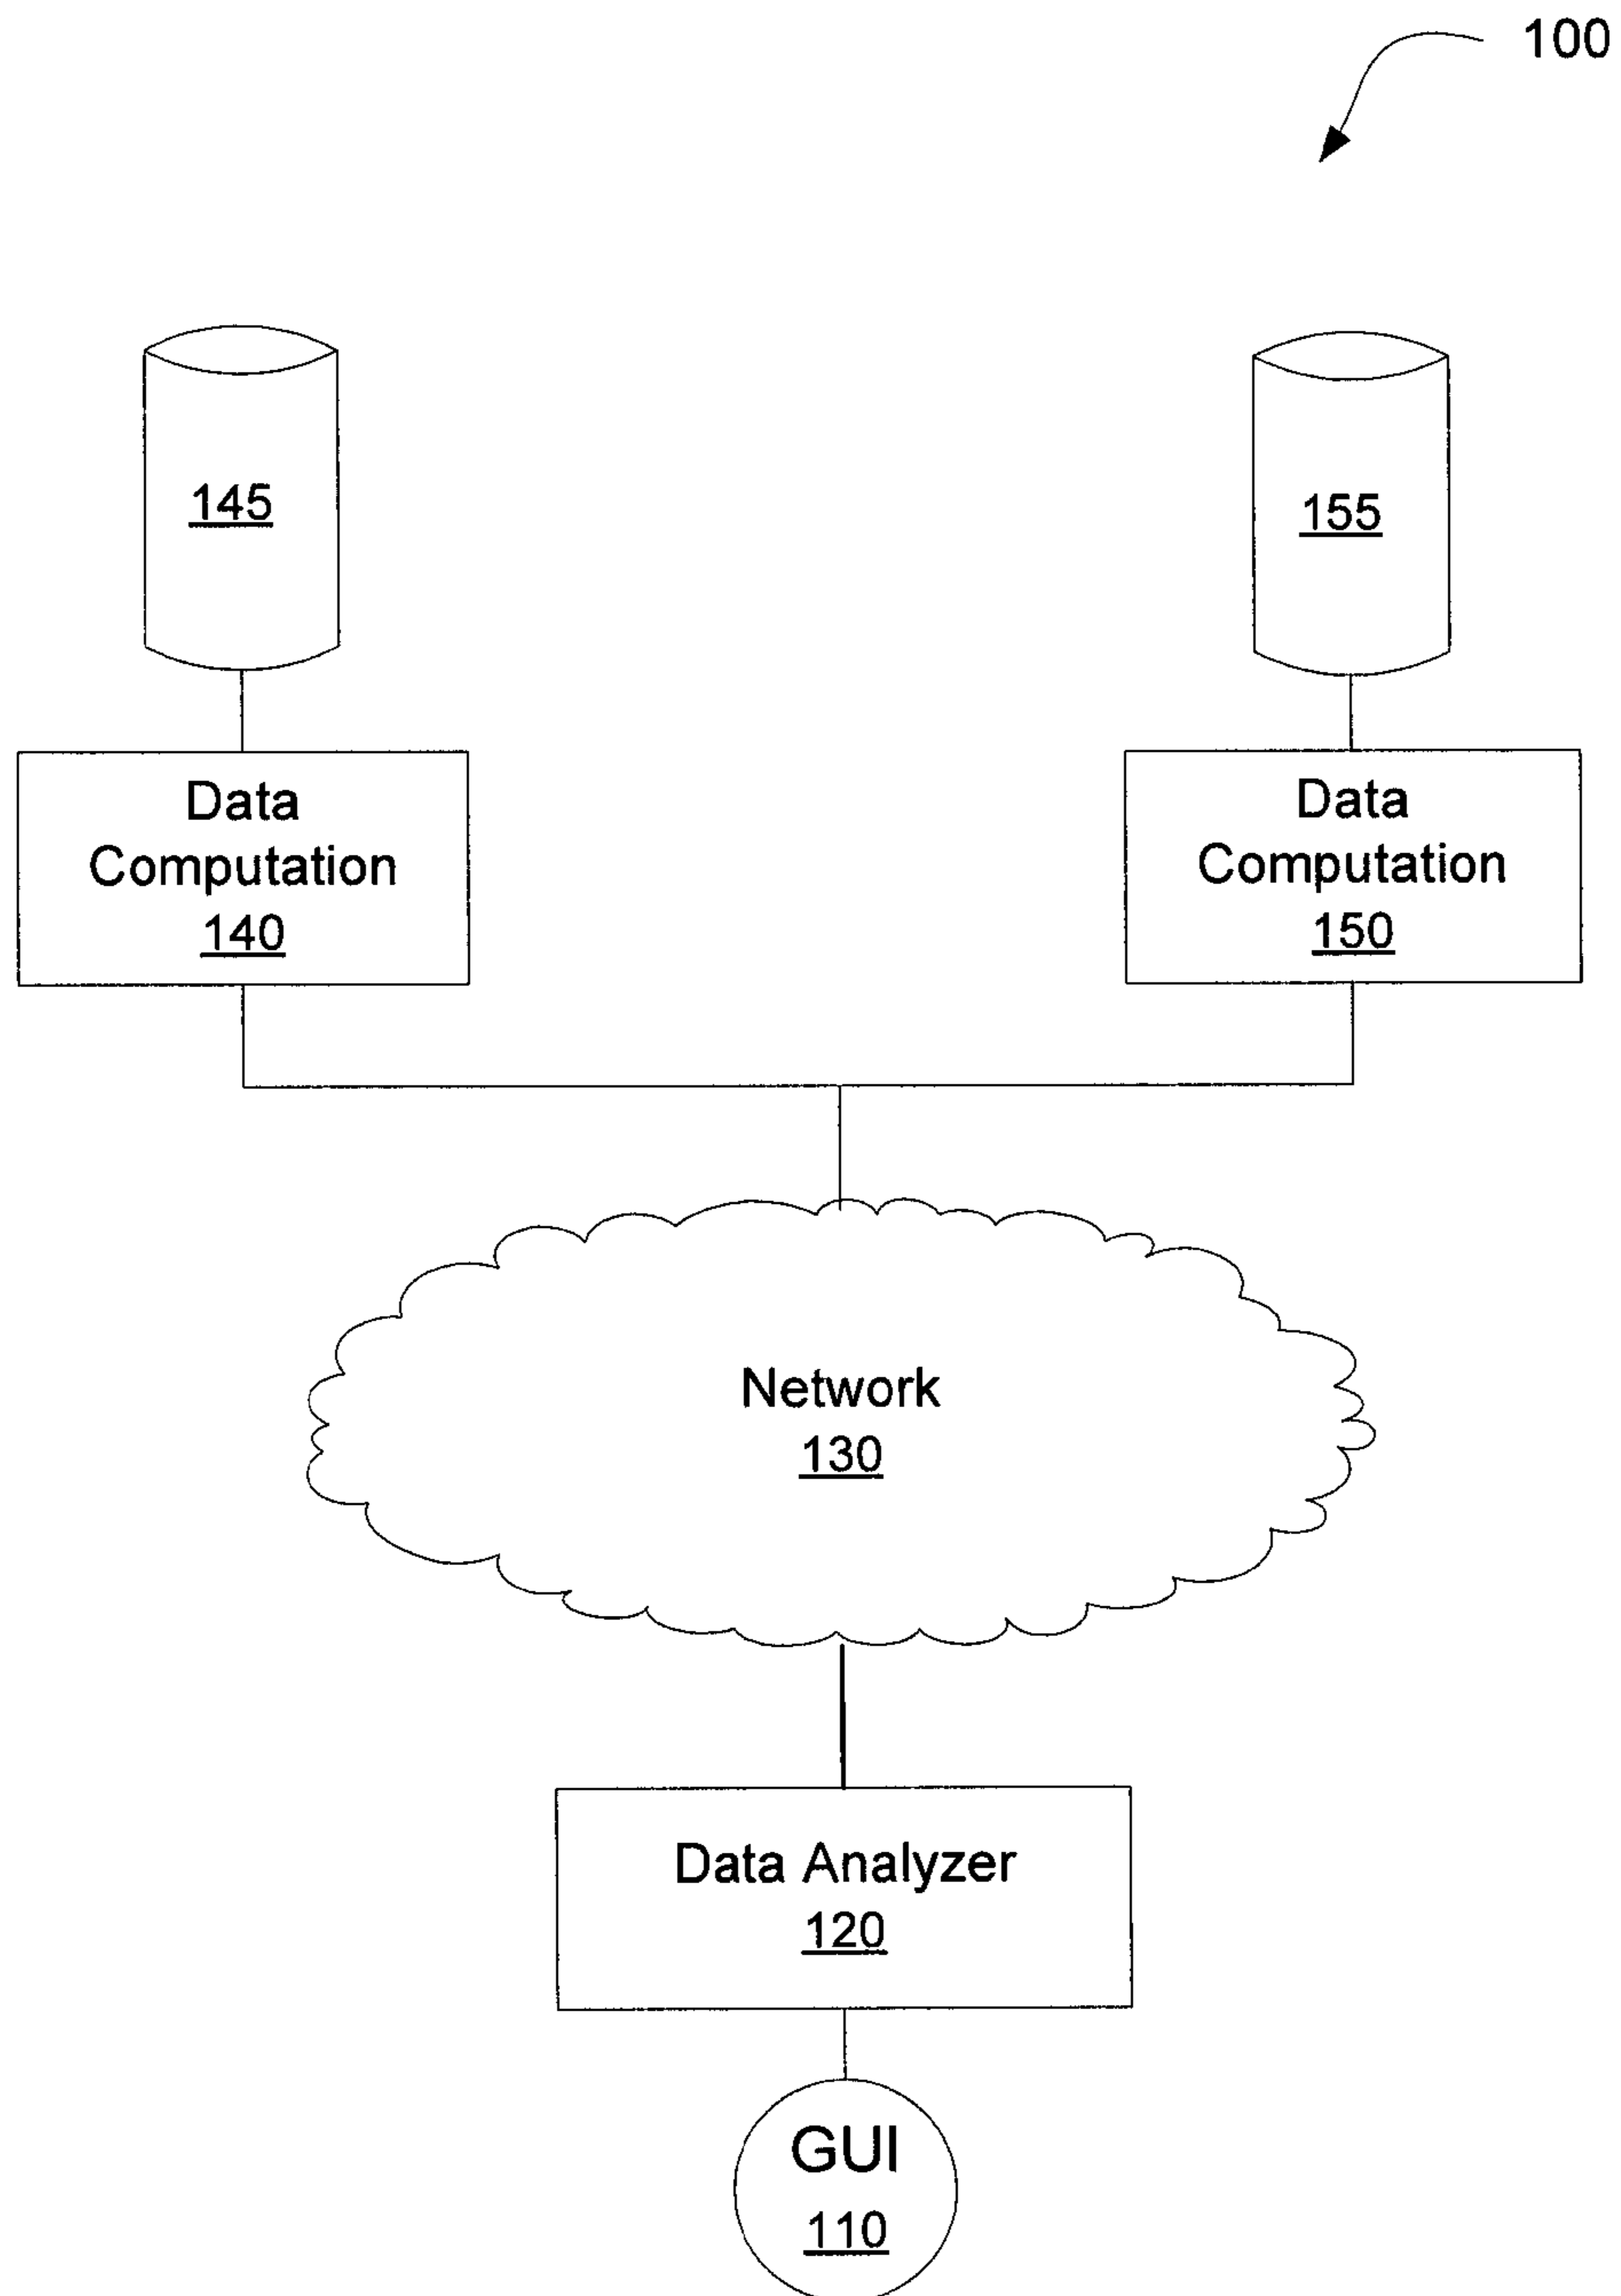 100
145
155
Data
Computation
140
Data
Computation
150
Network
130
Data Analyzer
120
GUI
110